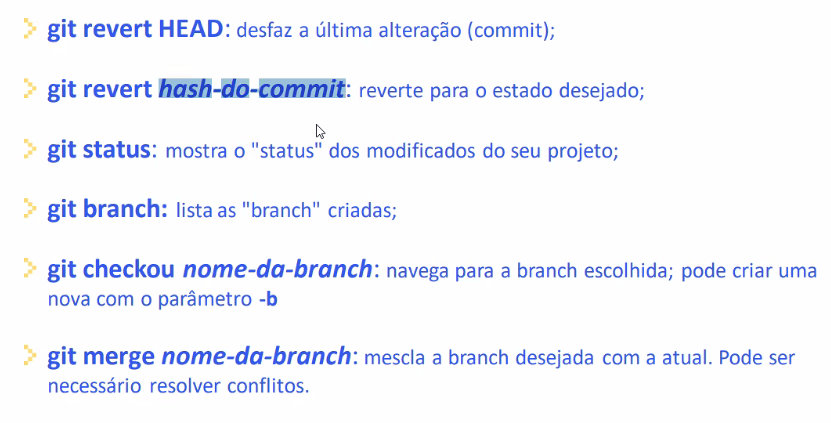 git revert HEAD: desfaz a última alteração (commit);
git revert hash-do-commit: reverte para o estado desejado;
git status: mostra o "status" dos modificados do seu projeto;
git branch: lista as "branch" criadas;
git checkou nome-da-branch: navega para a branch escolhida; pode criar uma
nova com o parâmetro -b
git merge nome-da-branch: mescla a branch desejada com a atual. Pode ser
necessário resolver conflitos.